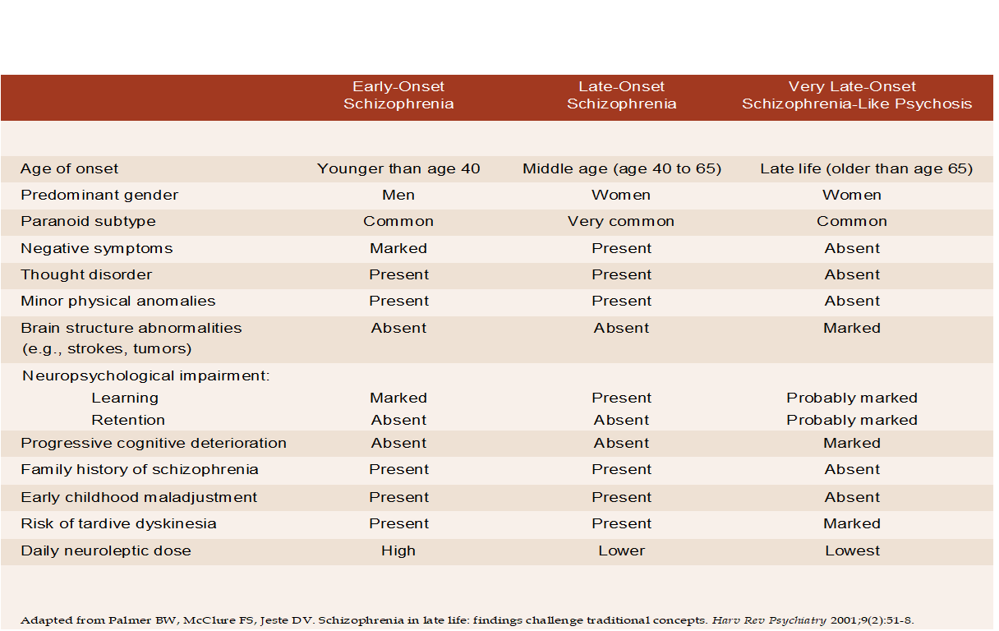 Early-Onset Schizophrenia Late-Onset Schizophrenia Very Late-Onset Schizophrenia-Like Psychosis
Age of onset Younger than age 40 Middle age (age 40 to 65) Late life (older than age 65)
Predominant gender Men Women Women
Paranoid subtype Common Very common Common
Negative symptoms Marked Present Absent
Thought disorder Present Present Absent
Minor physical anomalies Present Present Absent
Brain structure abnormalities Absent Absent Marked
(e.g., strokes, tumors)
Neuropsychological impairment:
Learning Marked Present Probably marked
Retention Absent Absent Probably marked
Progressive cognitive deterioration Absent Absent Marked
Family history of schizophrenia Present Present Absent
Early childhood maladjustment Present Present Absent
Risk of tardive dyskinesia Present Present Marked
Daily neuroleptic dose High Lower Lowest
Adapted from Palmer BW, McClure FS, Jeste DV. Schizophrenia in late life: findings challenge traditional concepts. Harv Rev Psychiatry 2001;9(2):51-8.